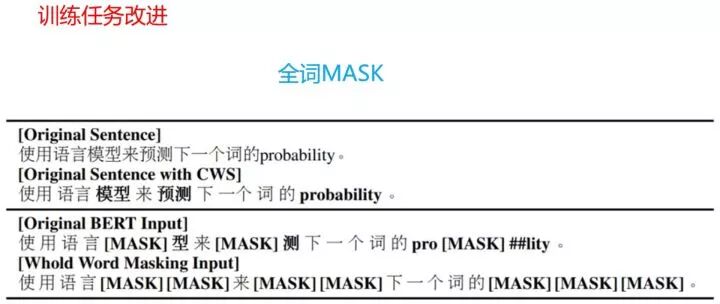 训练任务改进
全词MASK
[Original Sentence]
使用语言模型来预测下一个词的probability。
[Original Sentence with CWS]
使用 语言 模型 来 预测 下 一个 词 的 probability 。
[Original BERT Input]
使 用 语 言 [MASK] 型 来 [MASK] 测 下 一 个 词 的 pro [MASK] ##lity 。
[Whold Word Masking Input]
使 用 语 言 [MASK] [MASK] 来 [MASK] [MASK] 下 一 个 词 的 [MASK] [MASK] [MASK] 。